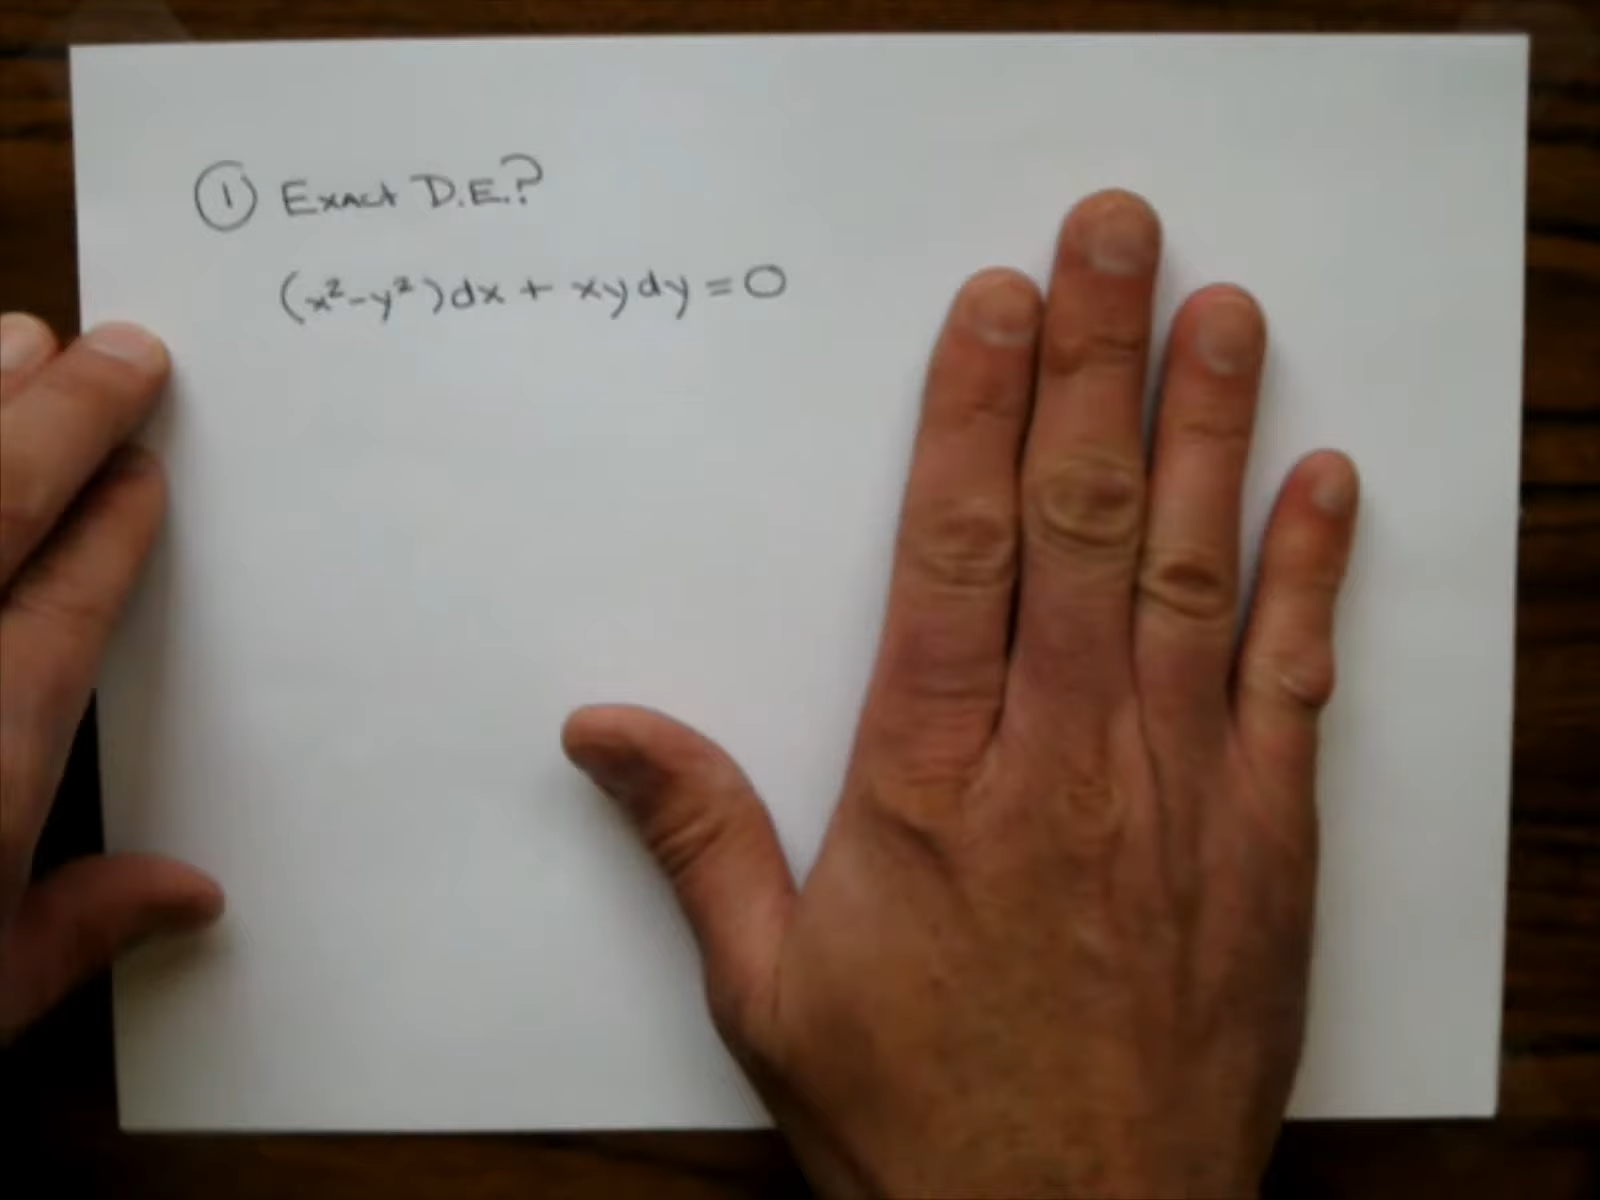 ① Exact D.E.?
(x²-y²)dx + xydy = 0